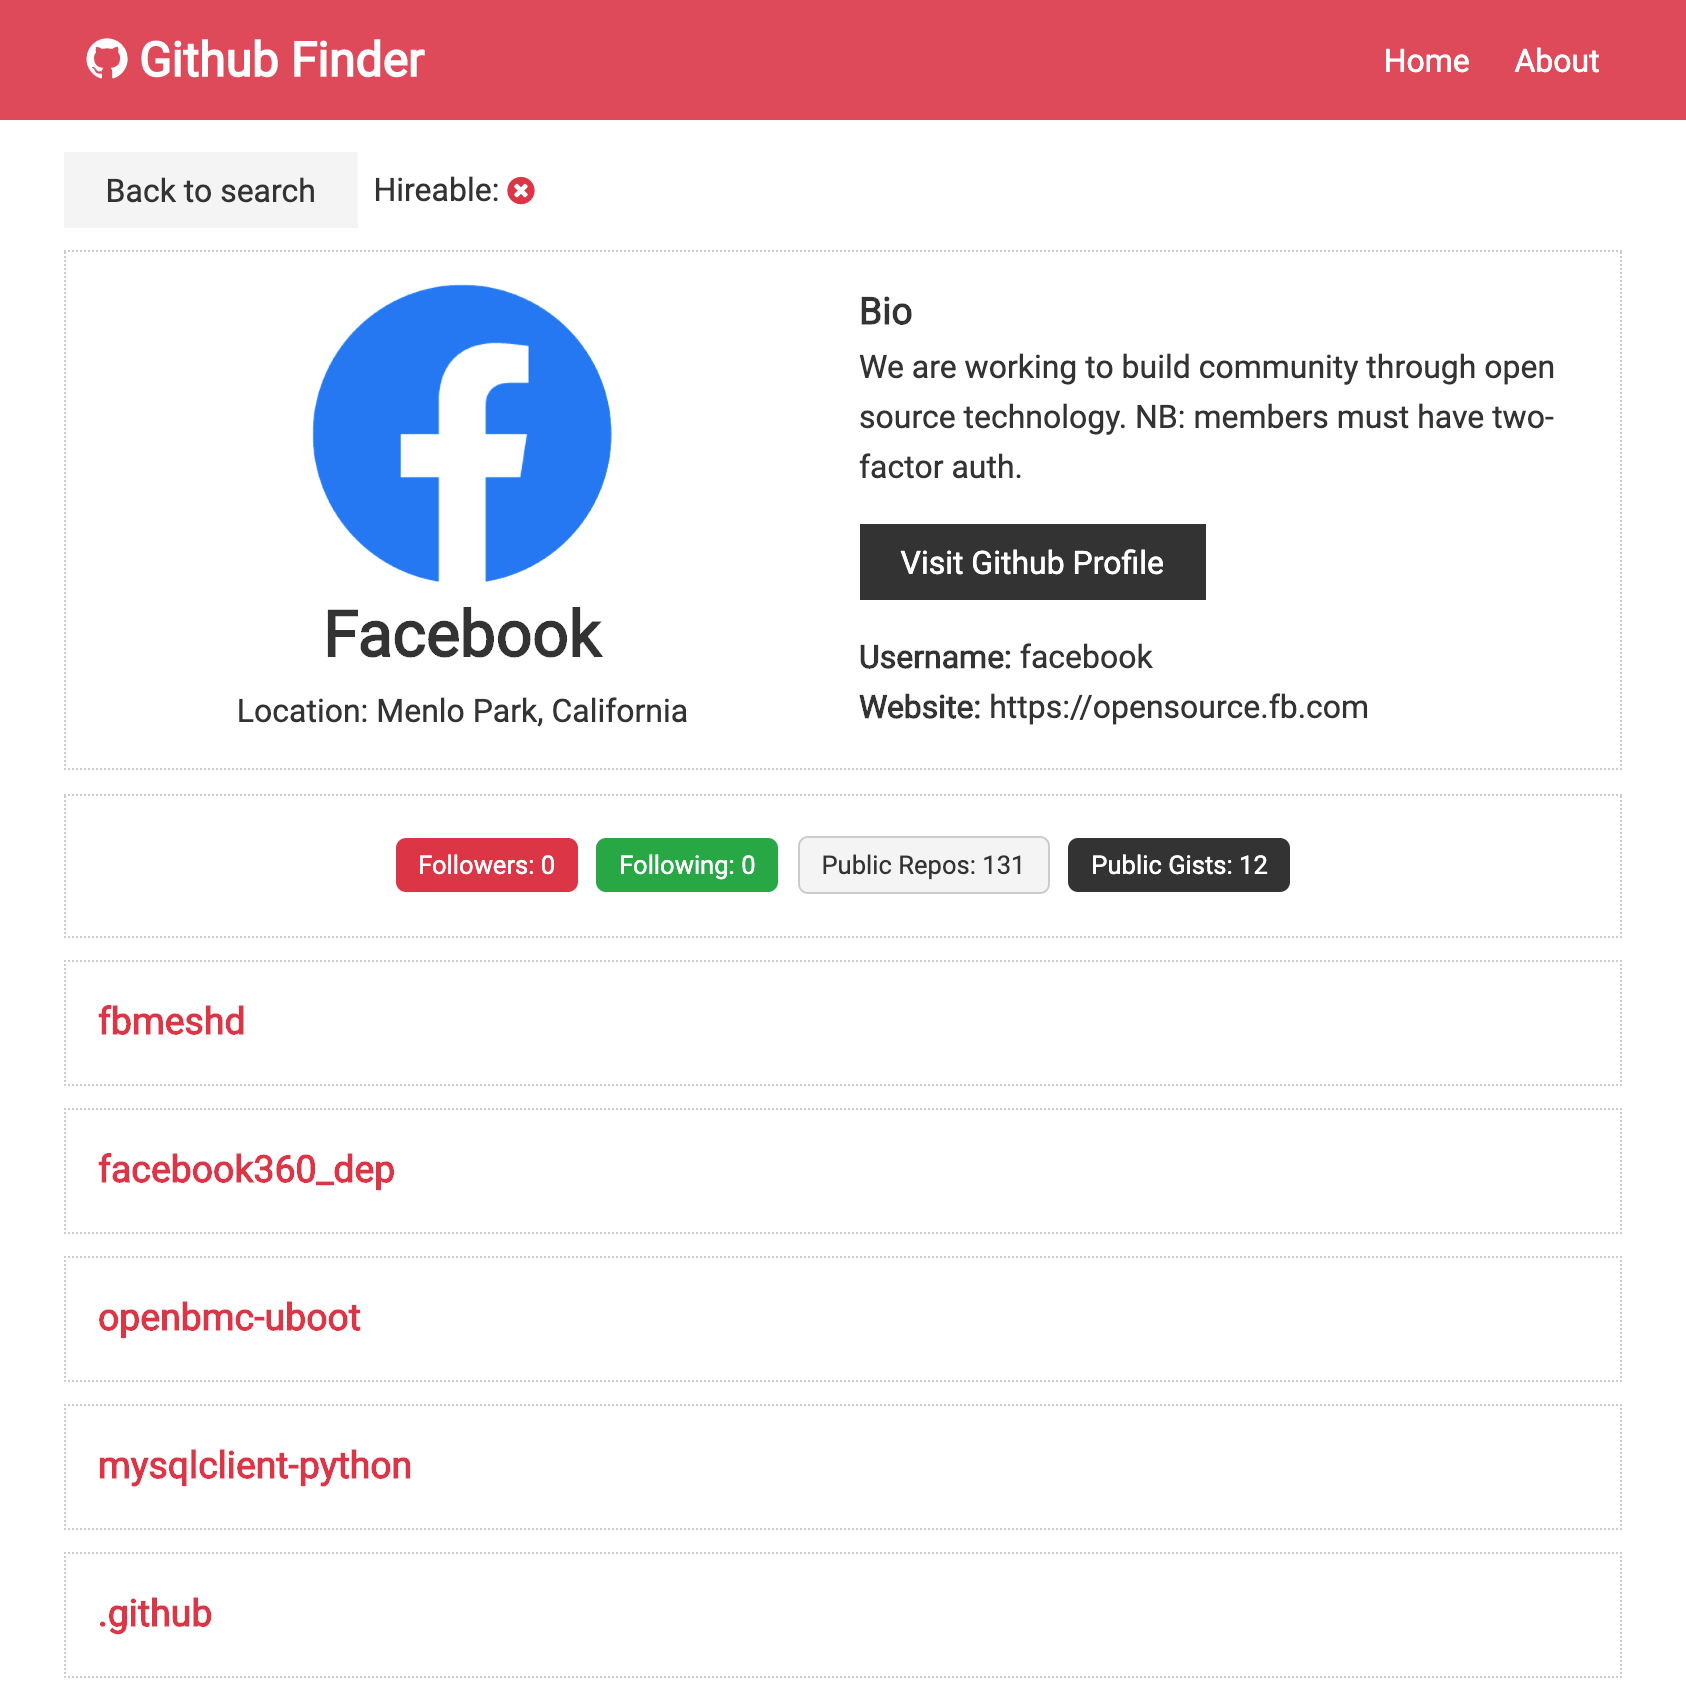 Github Finder
Home About
Back to search Hireable:
Bio
We are working to build community through open
source technology. NB: members must have two-
factor auth.
Visit Github Profile
Facebook
Location: Menlo Park, California
Username: facebook
Website: https://opensource.fb.com
Followers: 0 Following: 0 Public Repos: 131 Public Gists: 12
fbmeshd
facebook360_dep
openbmc-uboot
mysqlclient-python
.github